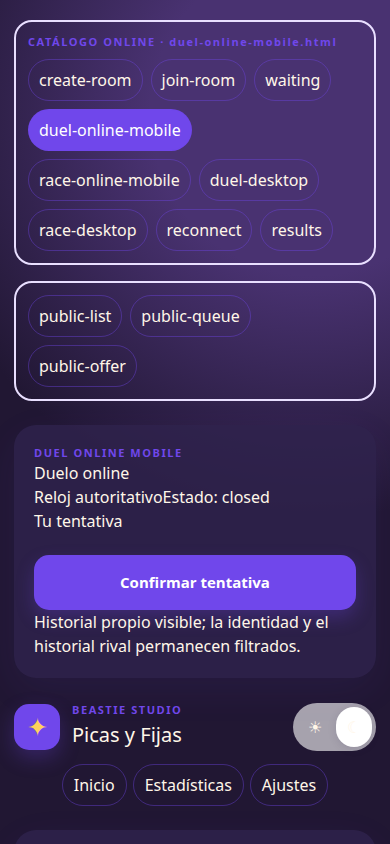 CATÁLOGO ONLINE · duel-online-mobile.html
create-room join-room waiting
duel-online-mobile
race-online-mobile duel-desktop
race-desktop reconnect results
public-list public-queue
public-offer
DUEL ONLINE MOBILE
Duelo online
Reloj autoritativoEstado: closed
Tu tentativa
Confirmar tentativa
Historial propio visible; la identidad y el
historial rival permanecen filtrados.
BEASTIE STUDIO
Picas y Fijas
Inicio Estadísticas Ajustes